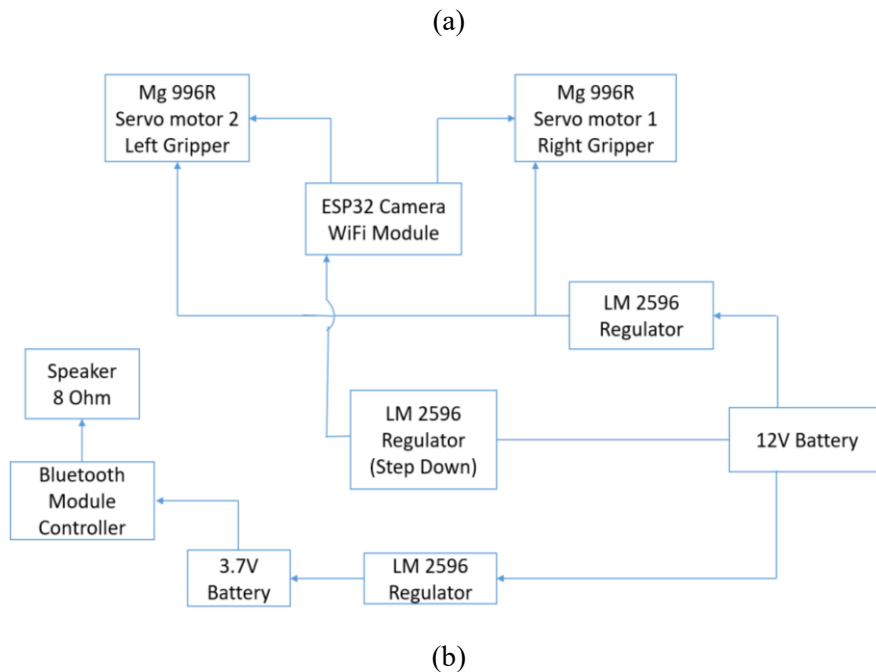 (a)
Mg 996R
Servo motor 2
Left Gripper
Mg 996R
Servo motor 1
Right Gripper
ESP32 Camera
WiFi Module
LM 2596
Regulator
Speaker
8 Ohm
LM 2596
Regulator
(Step Down)
12V Battery
Bluetooth
Module
Controller
3.7V
Battery
LM 2596
Regulator
(b)